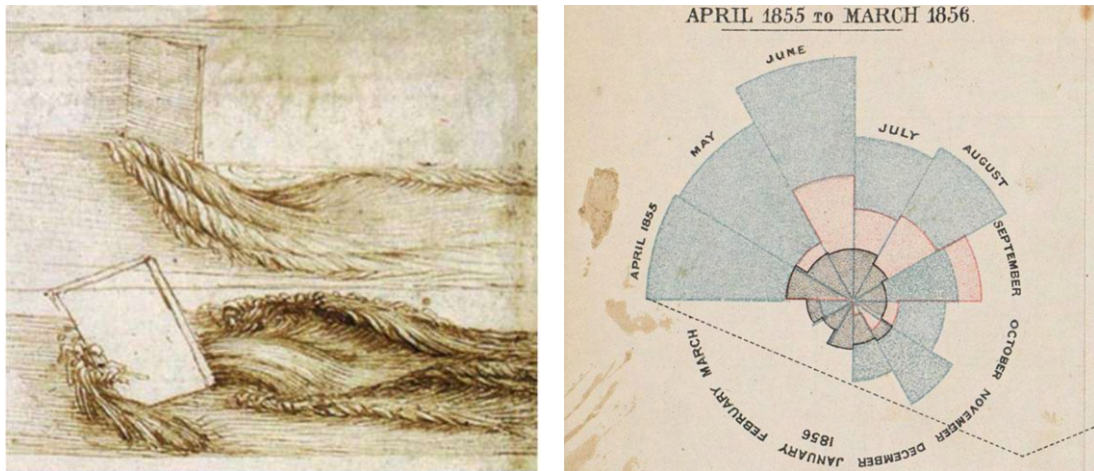 APRIL 1855 TO MARCH 1856.
JUNE
JULY
MAY
AUGUST
APRIL 1855
SEPTEMBER
OCTOBER
NOVEMBER
DECEMBER
JANUARY 1856
FEBRUARY
MARCH